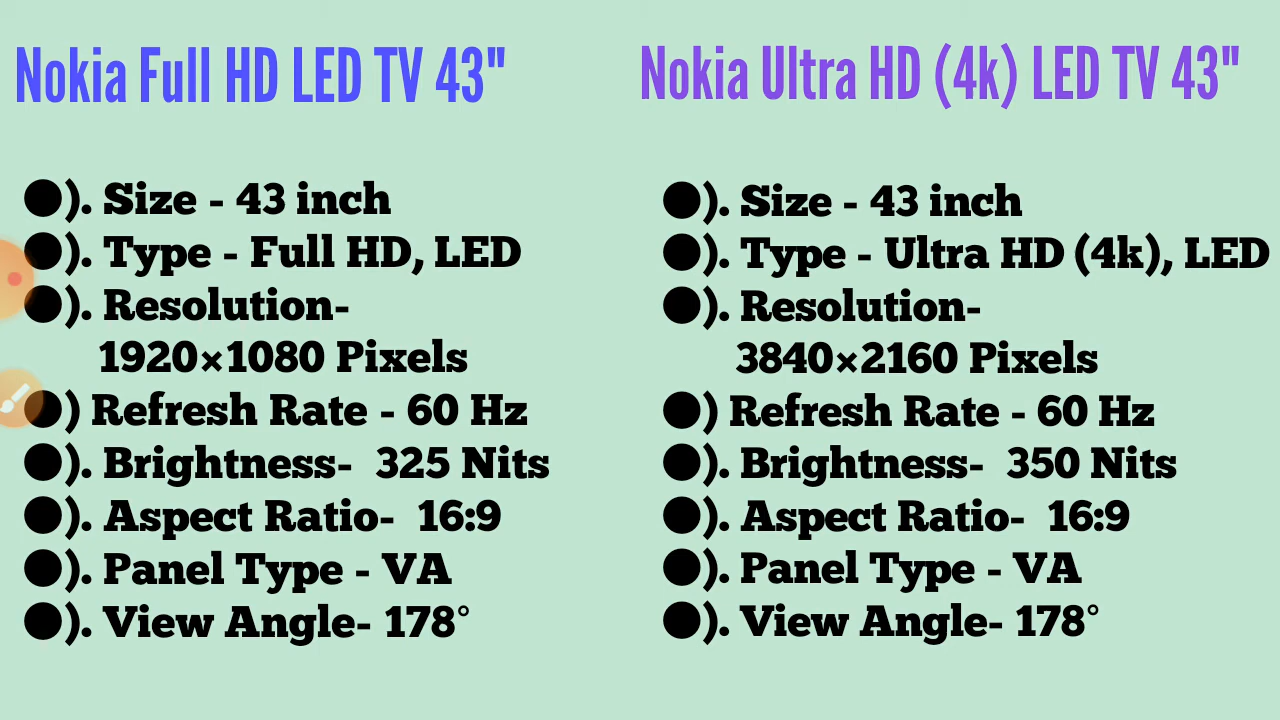 Nokia Full HD LED TV 43"
●). Size - 43 inch
●). Type - Full HD, LED
●). Resolution-
1920×1080 Pixels
●) Refresh Rate - 60 Hz
●). Brightness- 325 Nits
●). Aspect Ratio- 16:9
●). Panel Type - VA
●). View Angle- 178°
Nokia Ultra HD (4k) LED TV 43"
●). Size - 43 inch
●). Type - Ultra HD (4k), LED
●). Resolution-
3840×2160 Pixels
●) Refresh Rate - 60 Hz
●). Brightness- 350 Nits
●). Aspect Ratio- 16:9
●). Panel Type - VA
●). View Angle- 178°